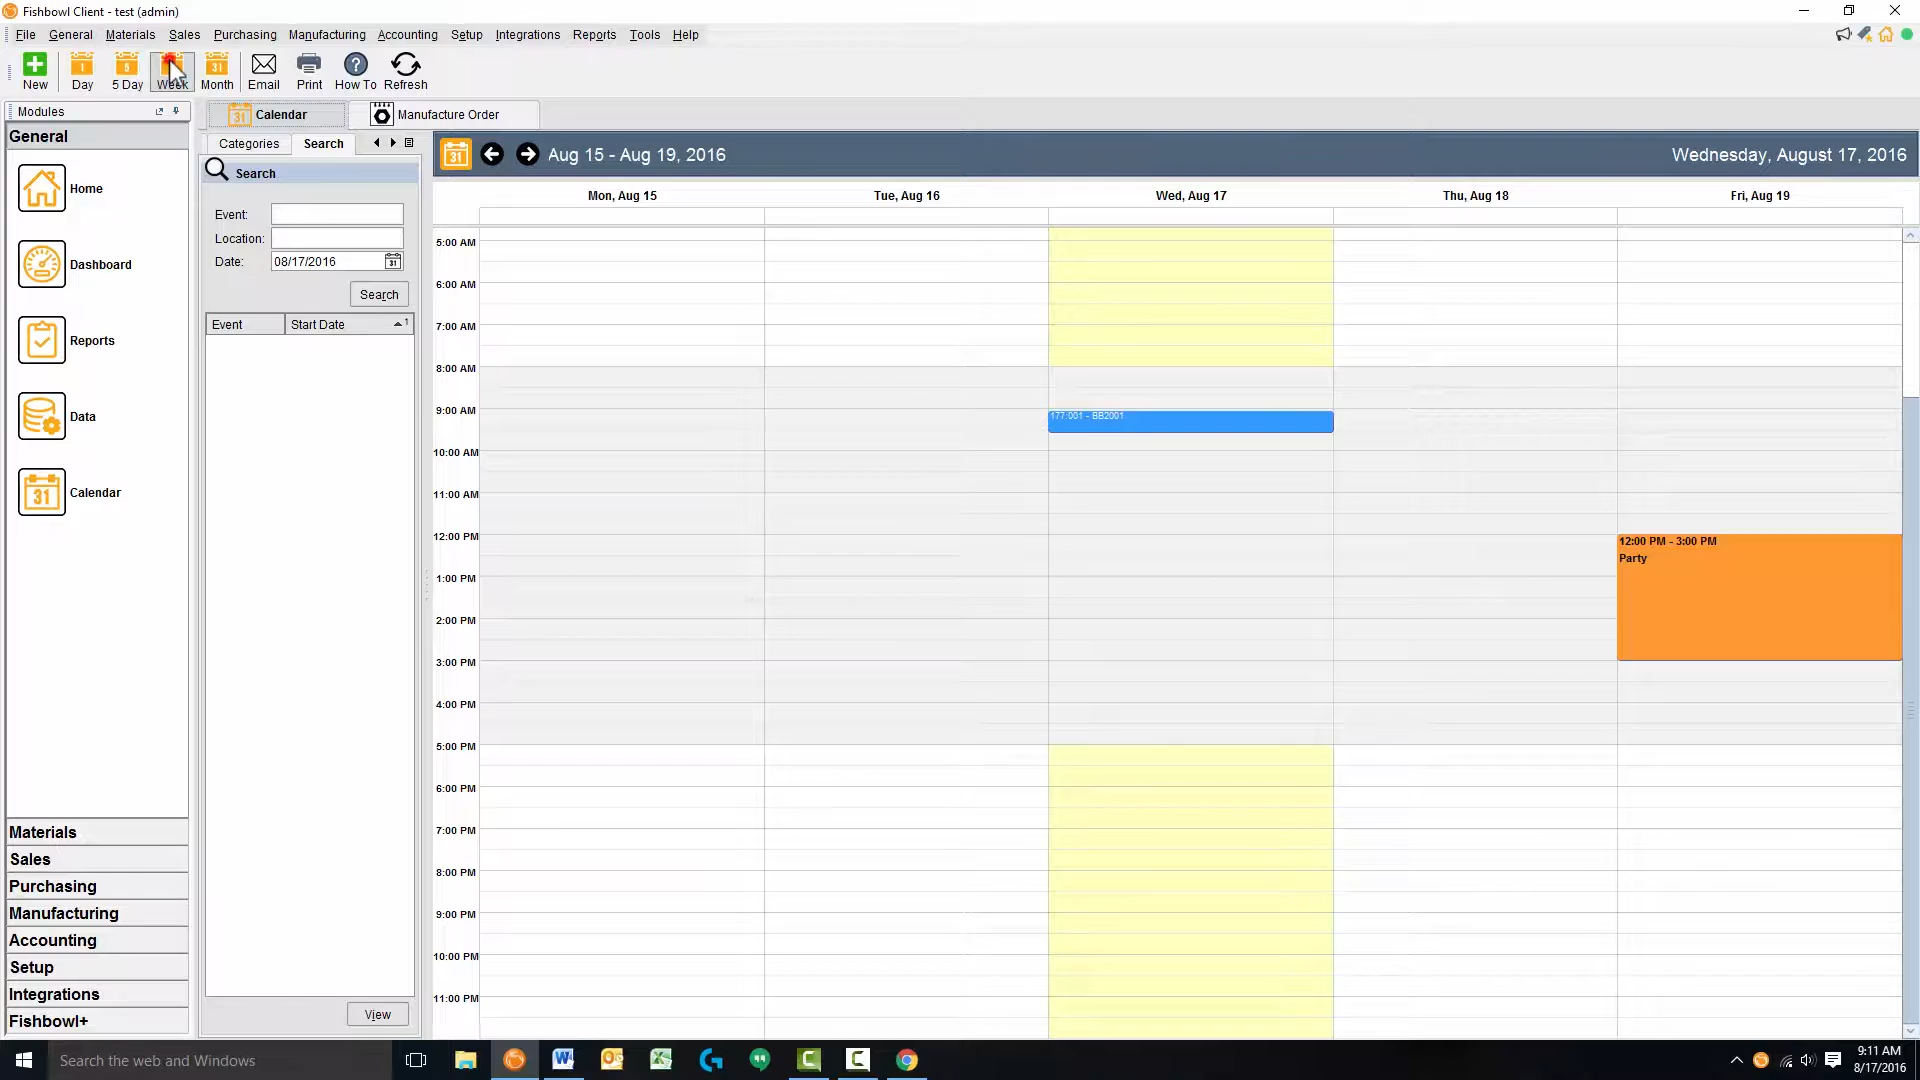 Fishbowl Client - test (admin)
File General Materials Sales Purchasing Manufacturing Accounting Setup Integrations Reports Tools Help
New Day 5 Day Week Month Email Print How To Refresh
Modules
Calendar Manufacture Order
General
Home
Dashboard
Reports
Data
Calendar
Materials
Sales
Purchasing
Manufacturing
Accounting
Setup
Integrations
Fishbowl+
Categories Search
Search
Event:
Location:
Date: 08/17/2016
Search
Event Start Date 1
View
Aug 15 - Aug 19, 2016 Wednesday, August 17, 2016
Mon, Aug 15 Tue, Aug 16 Wed, Aug 17 Thu, Aug 18 Fri, Aug 19
5:00 AM
6:00 AM
7:00 AM
8:00 AM
9:00 AM
177:001 - BB2001
10:00 AM
11:00 AM
12:00 PM
12:00 PM - 3:00 PM
Party
1:00 PM
2:00 PM
3:00 PM
4:00 PM
5:00 PM
6:00 PM
7:00 PM
8:00 PM
9:00 PM
10:00 PM
11:00 PM
Search the web and Windows
9:11 AM
8/17/2016